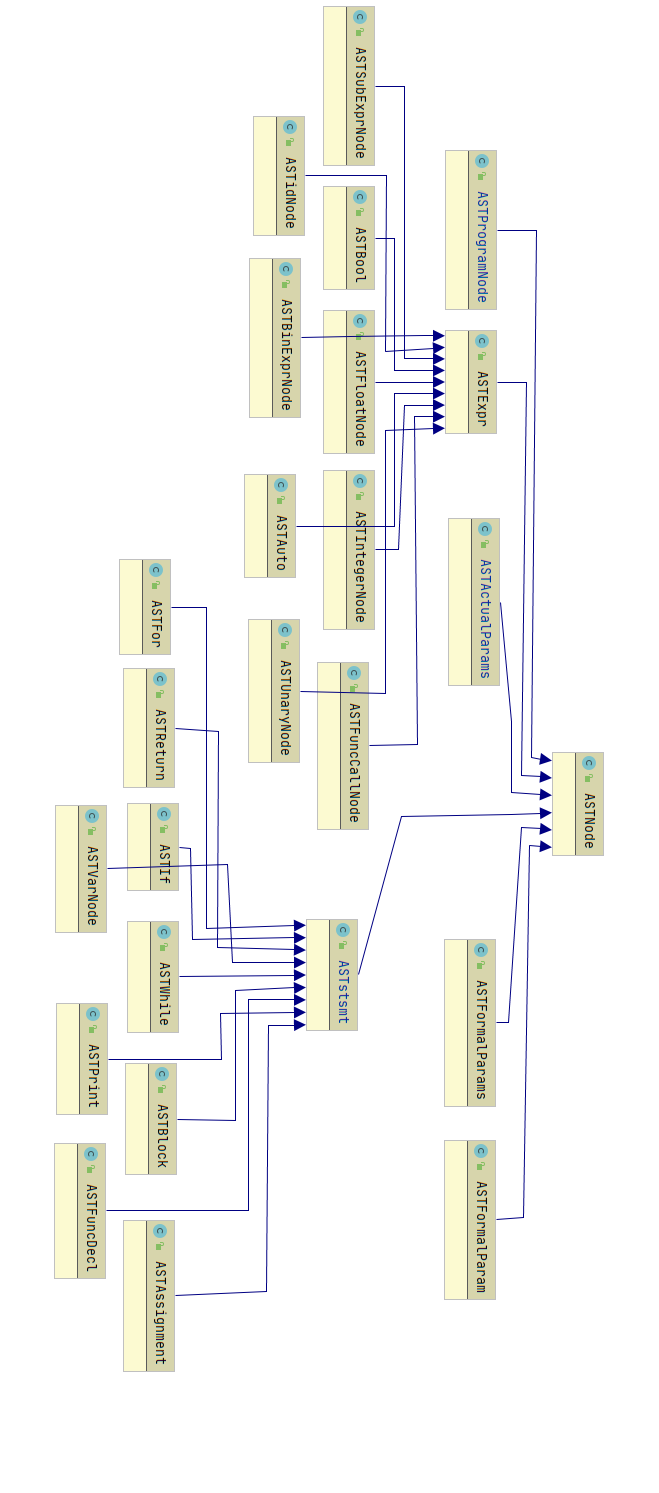 ASTNode
ASTProgramNode
ASTExpr
ASTActualParams
ASTFormalParams
ASTFormalParam
ASTSubExprNode
ASTBool
ASTFloatNode
ASTIntegerNode
ASTFuncCallNode
ASTstsmt
ASTidNode
ASTBinExprNode
ASTAuto
ASTUnaryNode
ASTFor
ASTReturn
ASTIf
ASTWhile
ASTBlock
ASTAssignment
ASTVarNode
ASTPrint
ASTFuncDecl